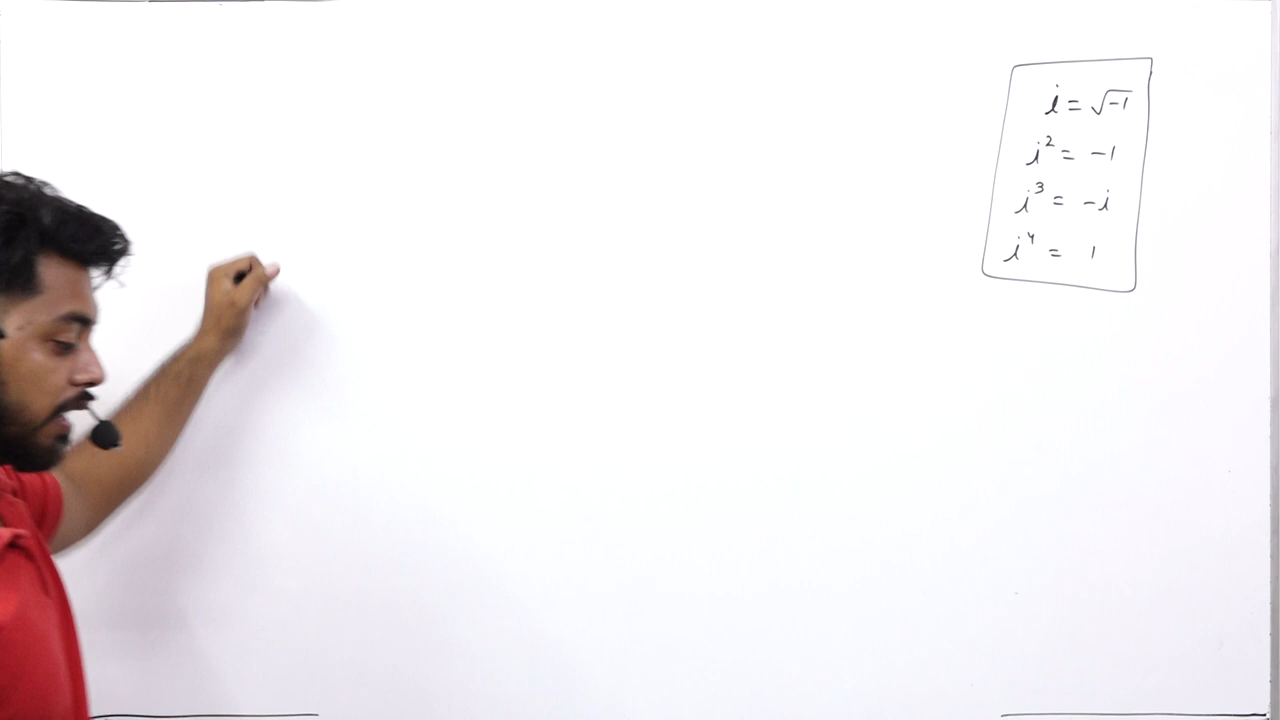 i = √-1
i² = -1
i³ = -i
i⁴ = 1